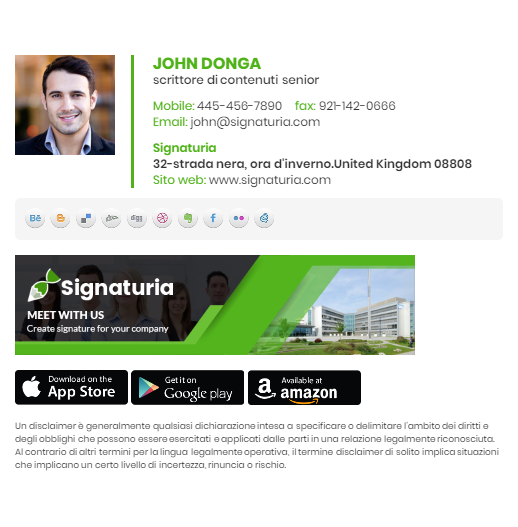 JOHN DONGA
scrittore di contenuti senior
Mobile: 445-456-7890 fax: 921-142-0666
Email: john@signaturia.com
Signaturia
32-strada nera, ora d'inverno.United Kingdom 08808
Sito web: www.signaturia.com
Bē
digg
f
Signaturia
MEET WITH US
Create signature for your company
Download on the
App Store
Get it on
Google play
a
Available at
amazon
Un disclaimer è generalmente qualsiasi dichiarazione intesa a specificare o delimitare l'ambito dei diritti e
degli obblighi che possono essere esercitati e applicati dalle parti in una relazione legalmente riconosciuta.
Al contrario di altri termini per la lingua legalmente operativa, il termine disclaimer di solito implica situazioni
che implicano un certo livello di incertezza, rinuncia o rischio.